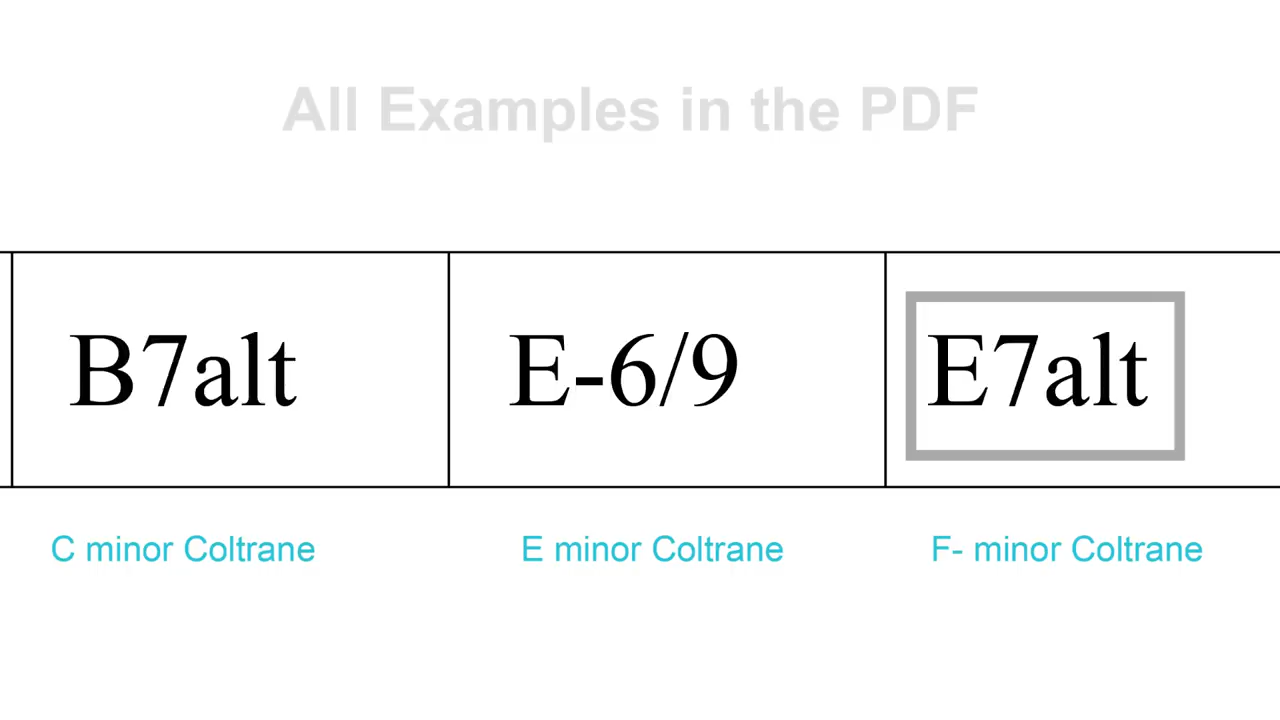 All Examples in the PDF
B7alt E-6/9 E7alt
C minor Coltrane E minor Coltrane F- minor Coltrane